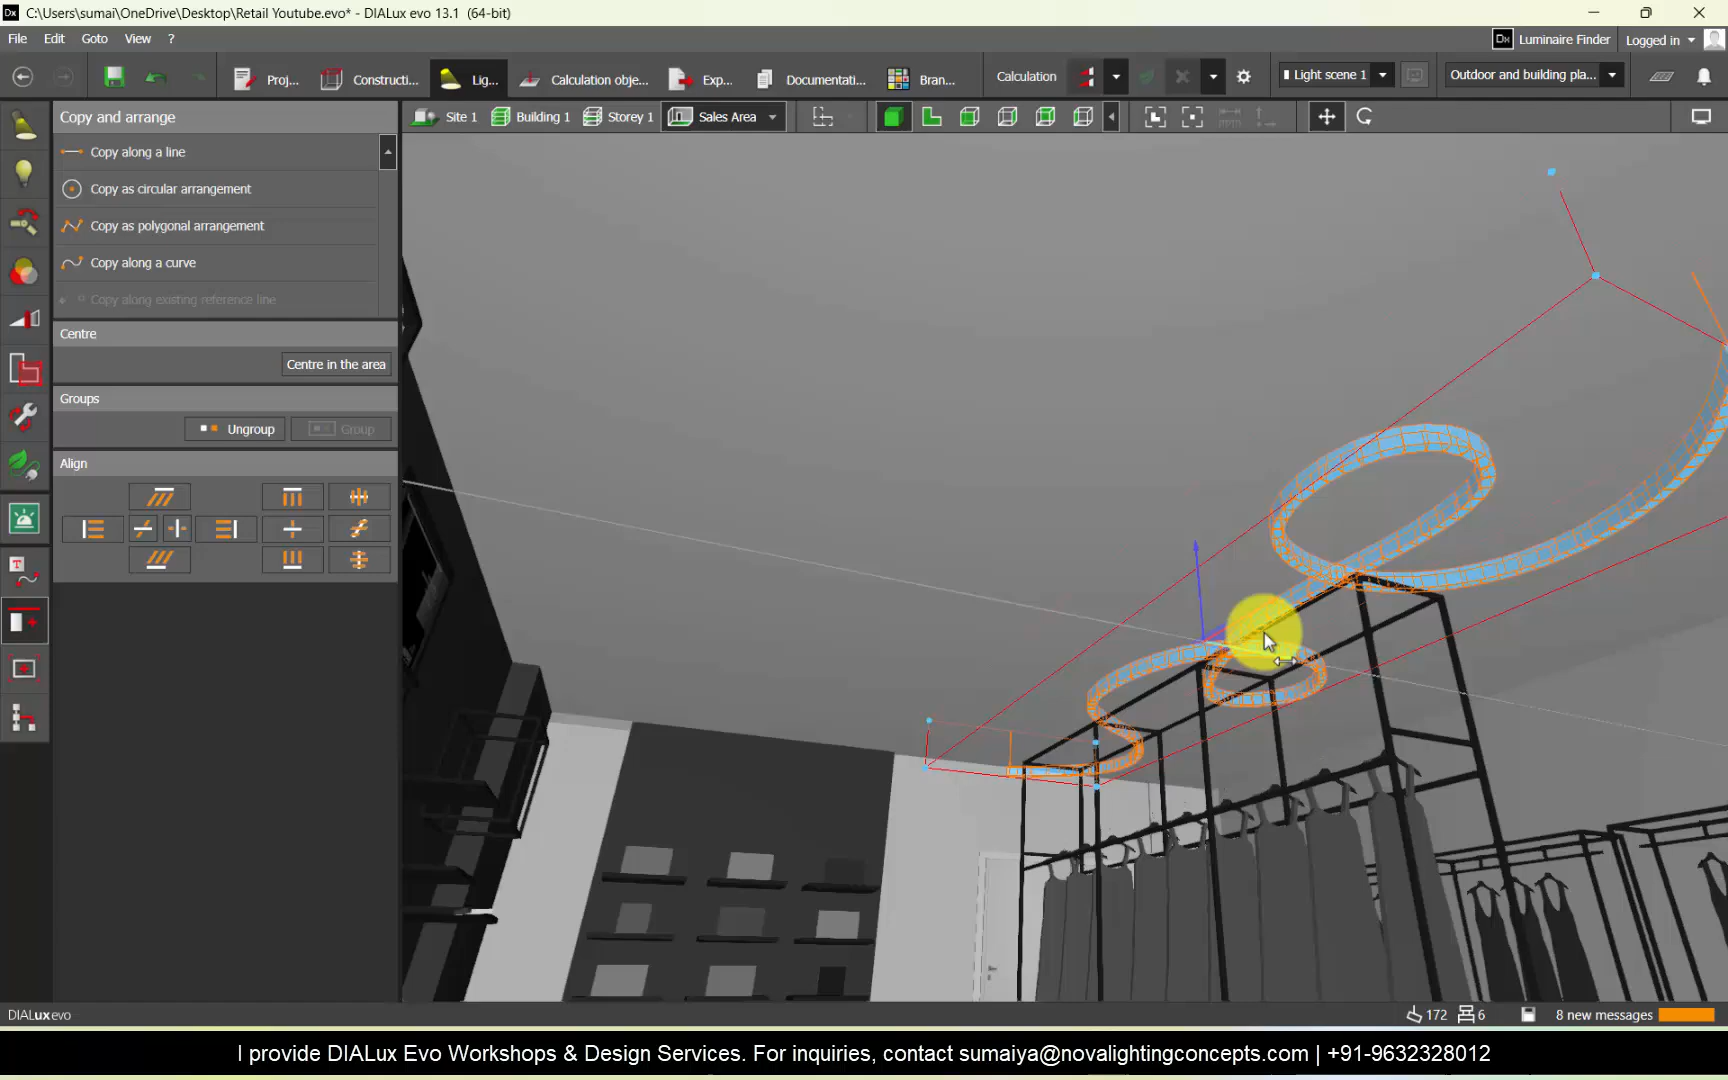 C:\Users\sumai\OneDrive\Desktop\Retail Youtube.evo* - DIALux evo 13.1 (64-bit)
File Edit Goto View ?
Luminaire Finder Logged in
Proj... Constructi... Lig... Calculation obje... Exp... Documentati... Bran... Calculation Light scene 1 Outdoor and building pla...
Copy and arrange
Site 1 Building 1 Storey 1 Sales Area
Copy along a line
Copy as circular arrangement
Copy as polygonal arrangement
Copy along a curve
Copy along existing reference line
Centre
Centre in the area
Groups
Ungroup Group
Align
DIALux evo
172 6 8 new messages
I provide DIALux Evo Workshops & Design Services. For inquiries, contact sumaiya@novalightingconcepts.com | +91-9632328012